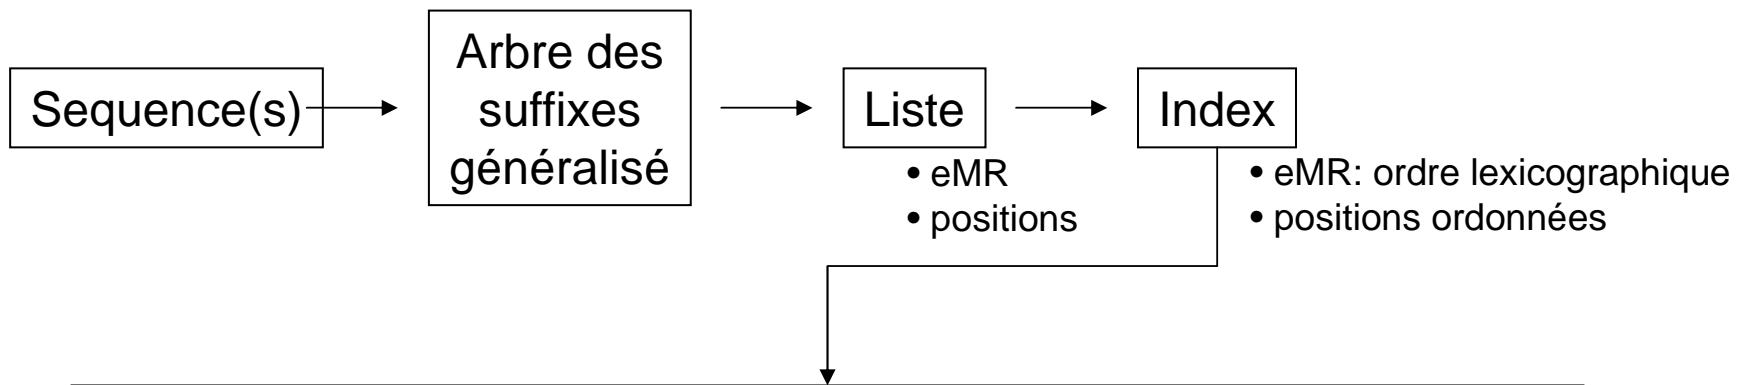 Sequence(s)
Arbre des
suffixes
généralisé
Liste
• eMR
• positions
Index
• eMR: ordre lexicographique
• positions ordonnées